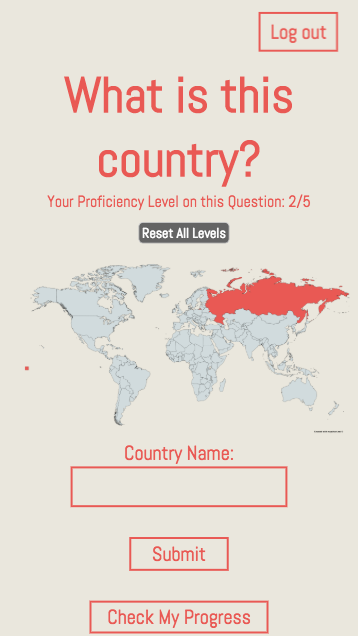 Log out
What is this
country?
Your Proficiency Level on this Question: 2/5
Reset All Levels
Country Name:
Submit
Check My Progress